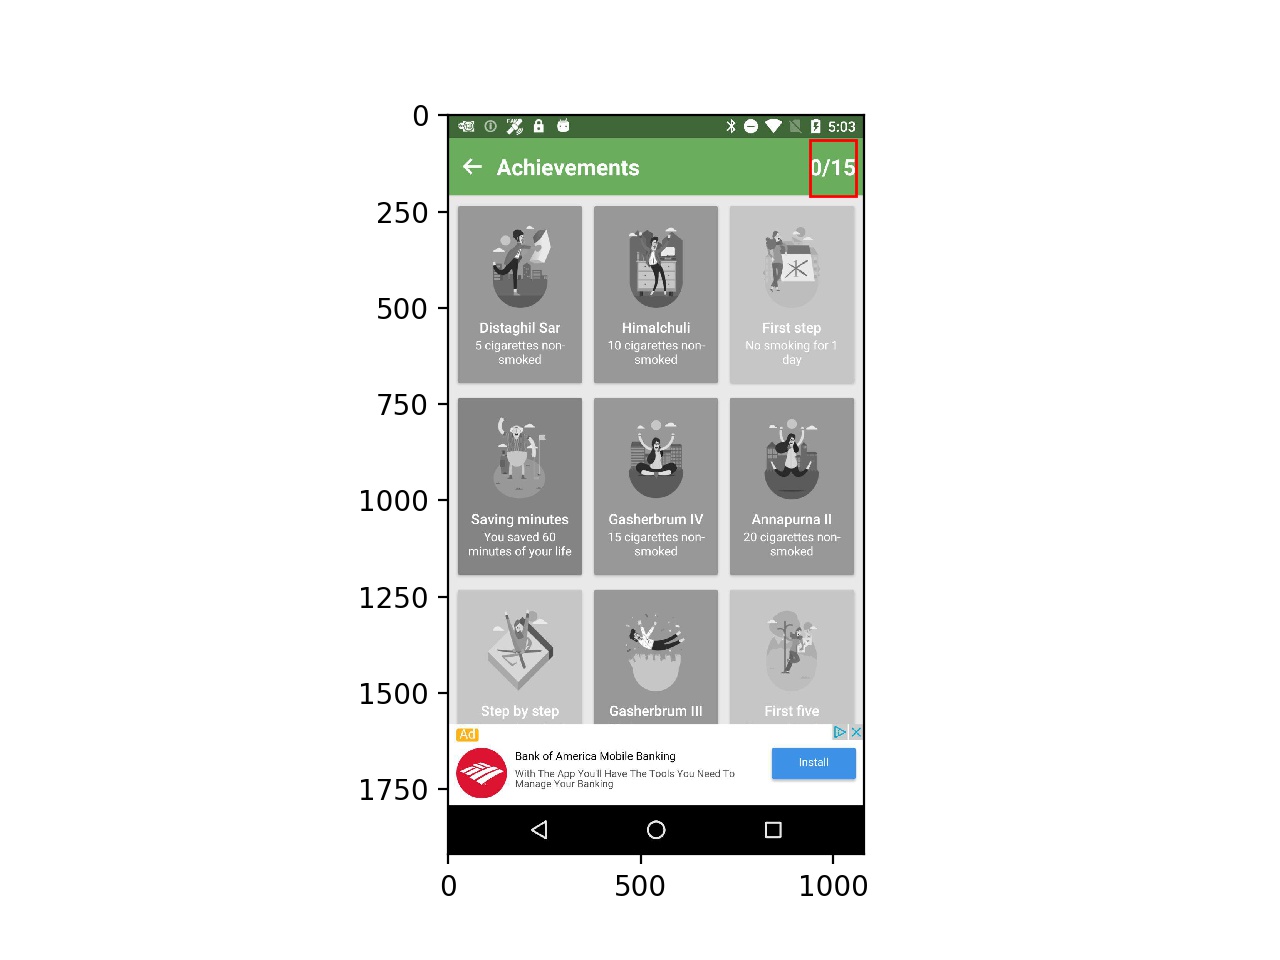 0
5:03
Achievements
0/15
250
500
750
1000
1250
1500
1750
Distaghil Sar
5 cigarettes non-
smoked
Himalchuli
10 cigarettes non-
smoked
First step
No smoking for 1
day
Saving minutes
You saved 60
minutes of your life
Gasherbrum IV
15 cigarettes non-
smoked
Annapurna II
20 cigarettes non-
smoked
Step by step
Gasherbrum III
First five
Ad
Bank of America Mobile Banking
With The App You'll Have The Tools You Need To
Manage Your Banking
Install
0
500
1000